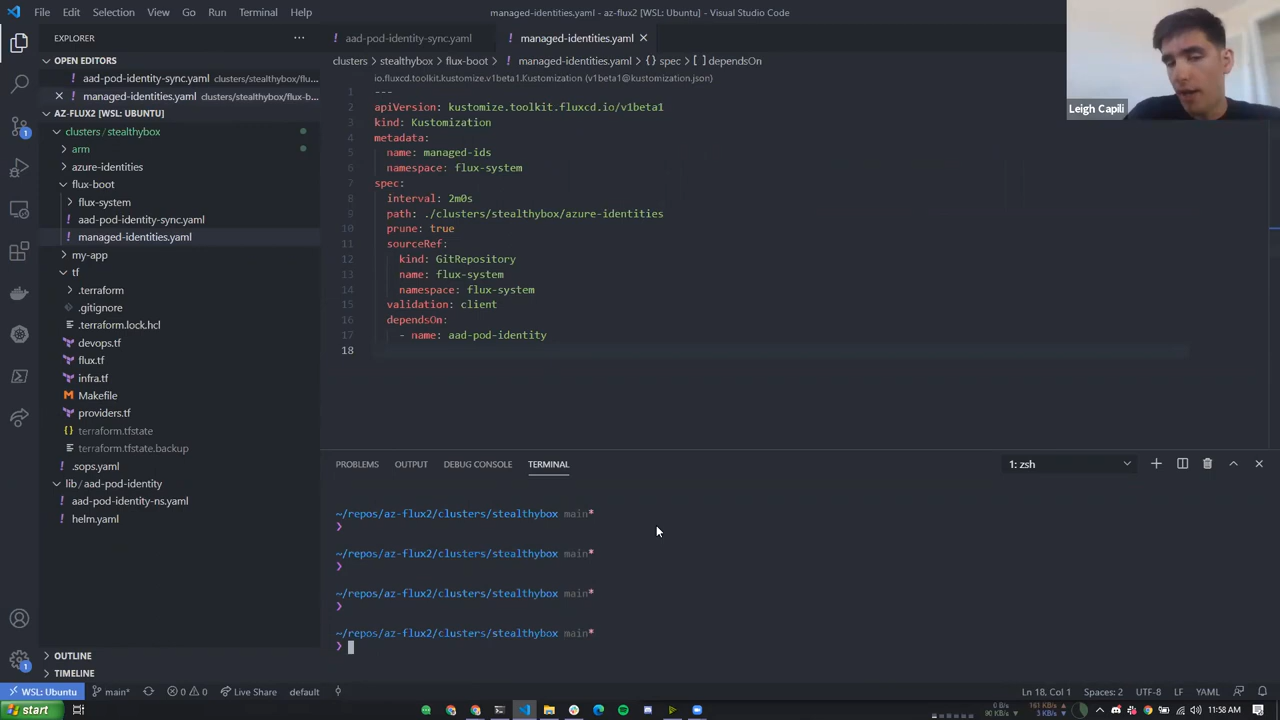 File Edit Selection View Go Run Terminal Help
managed-identities.yaml - az-flux2 [WSL: Ubuntu] - Visual Studio Code
EXPLORER
OPEN EDITORS
aad-pod-identity-sync.yaml clusters/stealthybox/flu...
managed-identities.yaml clusters/stealthybox/flux-b...
AZ-FLUX2 [WSL: UBUNTU]
clusters / stealthybox
arm
azure-identities
flux-boot
flux-system
aad-pod-identity-sync.yaml
managed-identities.yaml
my-app
tf
.terraform
.gitignore
.terraform.lock.hcl
devops.tf
flux.tf
infra.tf
Makefile
providers.tf
terraform.tfstate
terraform.tfstate.backup
.sops.yaml
lib / aad-pod-identity
aad-pod-identity-ns.yaml
helm.yaml
OUTLINE
TIMELINE
aad-pod-identity-sync.yaml
managed-identities.yaml
clusters > stealthybox > flux-boot > managed-identities.yaml > {} spec > [ ] dependsOn
io.fluxcd.toolkit.kustomize.v1beta1.Kustomization (v1beta1@kustomization.json)
1 ---
2 apiVersion: kustomize.toolkit.fluxcd.io/v1beta1
3 kind: Kustomization
4 metadata:
5 name: managed-ids
6 namespace: flux-system
7 spec:
8 interval: 2m0s
9 path: ./clusters/stealthybox/azure-identities
10 prune: true
11 sourceRef:
12 kind: GitRepository
13 name: flux-system
14 namespace: flux-system
15 validation: client
16 dependsOn:
17 - name: aad-pod-identity
18
Leigh Capili
PROBLEMS OUTPUT DEBUG CONSOLE TERMINAL
1: zsh
~/repos/az-flux2/clusters/stealthybox main*
❯
~/repos/az-flux2/clusters/stealthybox main*
❯
~/repos/az-flux2/clusters/stealthybox main*
❯
~/repos/az-flux2/clusters/stealthybox main*
❯
WSL: Ubuntu main* 0 0 Live Share default
Ln 18, Col 1 Spaces: 2 UTF-8 LF YAML
start
11:58 AM